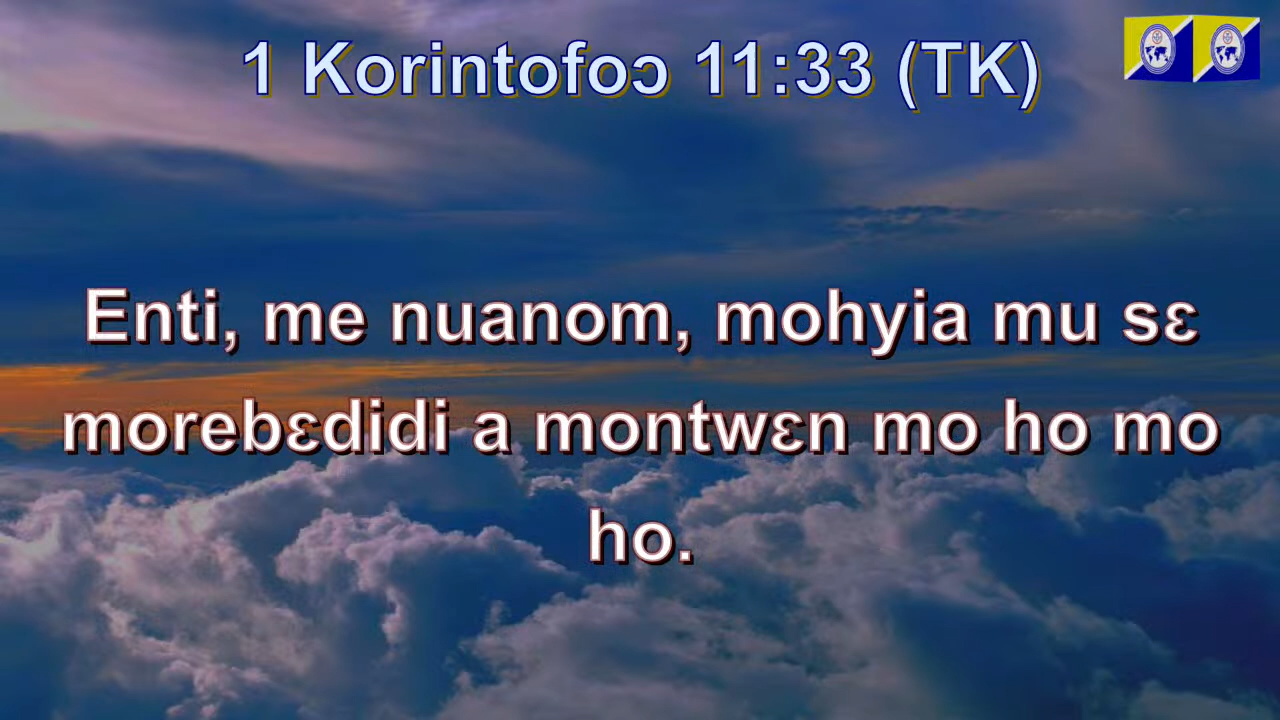 1 Korintofoɔ 11:33 (TK)
Enti, me nuanom, mohyia mu sɛ
morebɛdidi a montwɛn mo ho mo
ho.